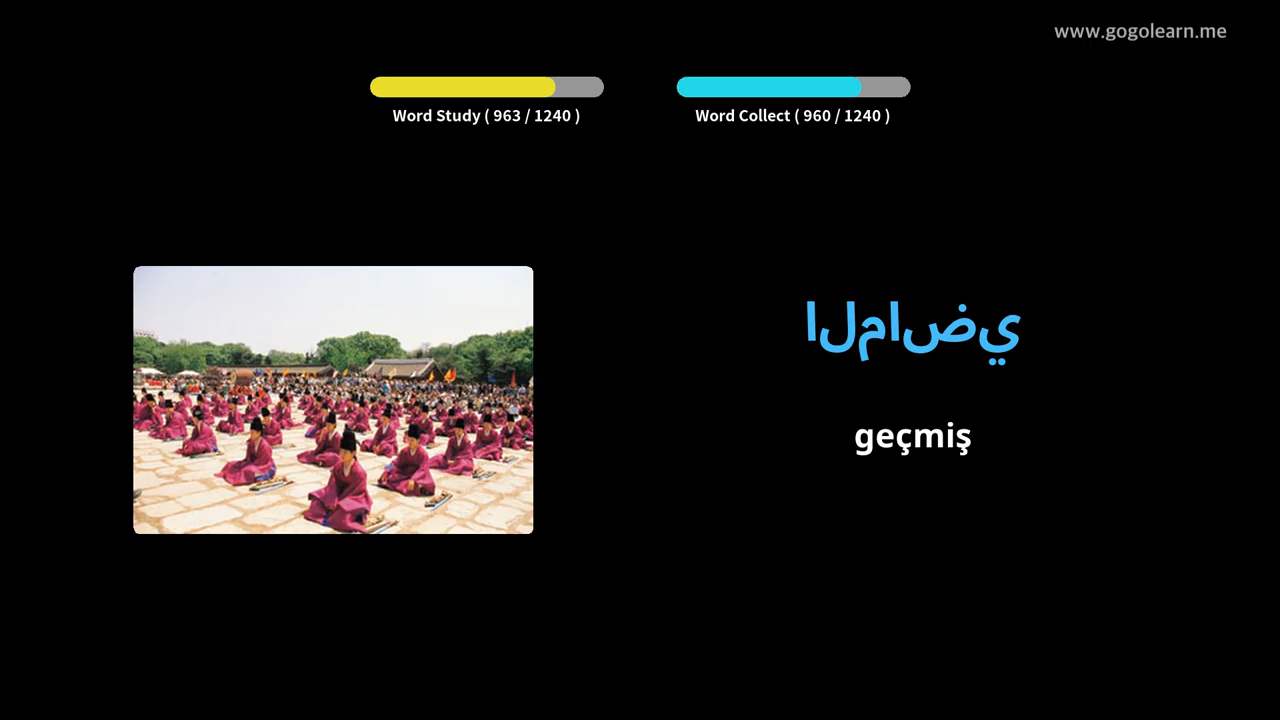 www.gogolearn.me
Word Study ( 963 / 1240 )
Word Collect ( 960 / 1240 )
الماضي
geçmiş